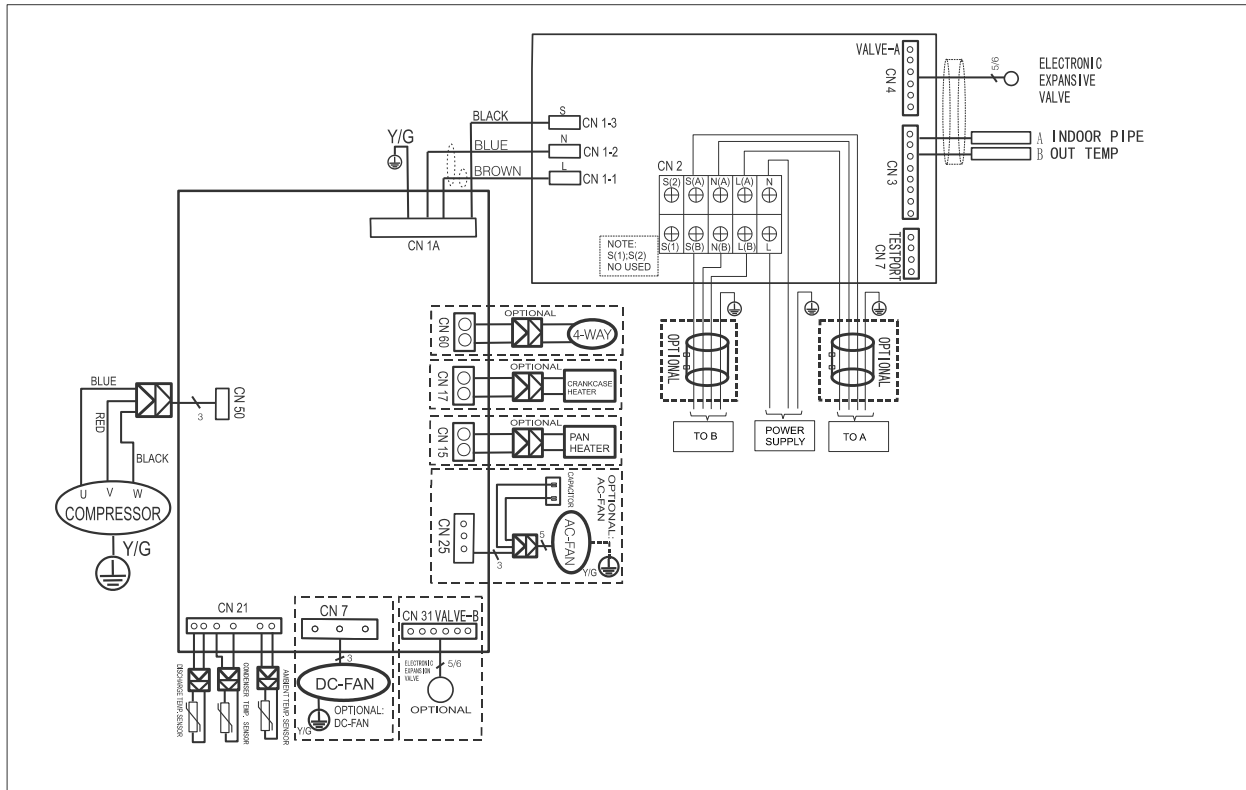 VALVE-A
CN 4
5/6
ELECTRONIC
EXPANSIVE
VALVE
A INDOOR PIPE
B OUT TEMP
CN 3
TESTPORT
CN 7
BLACK
S
CN 1-3
Y/G
BLUE
N
CN 1-2
BROWN
L
CN 1-1
CN 1A
CN 2
S(2) S(A) N(A) L(A) N
S(1) S(B) N(B) L(B) L
NOTE:
S(1);S(2)
NO USED
OPTIONAL
OPTIONAL
TO B
POWER
SUPPLY
TO A
CN 60
OPTIONAL
4-WAY
CN 17
OPTIONAL
CRANKCASE
HEATER
CN 15
OPTIONAL
PAN
HEATER
CN 25
CAPACITOR
OPTIONAL:
AC-FAN
3
5
AC-FAN
Y/G
BLUE
RED
BLACK
3
CN 50
U V W
COMPRESSOR
Y/G
CN 21
DISCHARGE TEMP. SENSOR
CONDENSER TEMP. SENSOR
AMBIENT TEMP. SENSOR
CN 7
3
DC-FAN
Y/G
OPTIONAL:
DC-FAN
CN 31 VALVE-B
ELECTRONIC
EXPANSION
VALVE
5/6
OPTIONAL